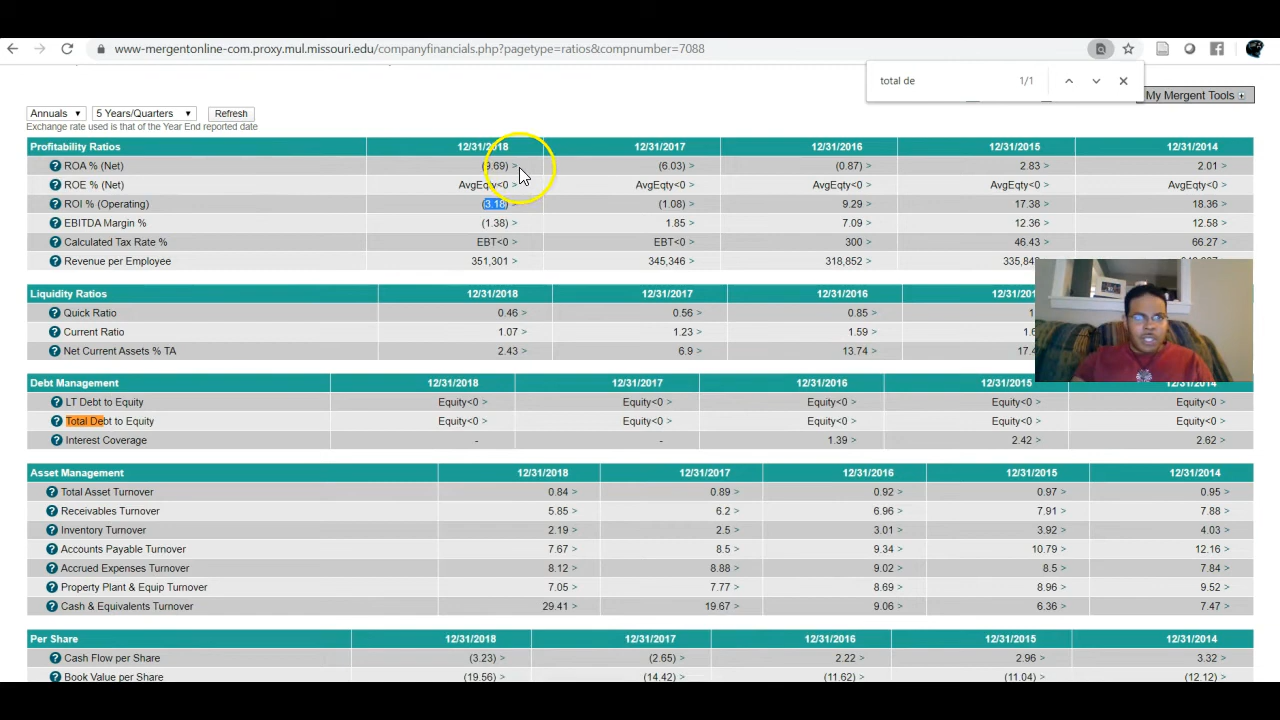 www-mergentonline-com.proxy.mul.missouri.edu/companyfinancials.php?pagetype=ratios&compnumber=7088
total de 1/1
My Mergent Tools
Annuals 5 Years/Quarters Refresh
Exchange rate used is that of the Year End reported date
Profitability Ratios 12/31/2018 12/31/2017 12/31/2016 12/31/2015 12/31/2014
ROA % (Net) (9.69) > (6.03) > (0.87) > 2.83 > 2.01 >
ROE % (Net) AvgEqty<0 > AvgEqty<0 > AvgEqty<0 > AvgEqty<0 > AvgEqty<0 >
ROI % (Operating) (3.18) > (1.08) > 9.29 > 17.38 > 18.36 >
EBITDA Margin % (1.38) > 1.85 > 7.09 > 12.36 > 12.58 >
Calculated Tax Rate % EBT<0 > EBT<0 > 300 > 46.43 > 66.27 >
Revenue per Employee 351,301 > 345,346 > 318,852 >
Liquidity Ratios 12/31/2018 12/31/2017 12/31/2016
Quick Ratio 0.46 > 0.56 > 0.85 >
Current Ratio 1.07 > 1.23 > 1.59 >
Net Current Assets % TA 2.43 > 6.9 > 13.74 >
Debt Management 12/31/2018 12/31/2017 12/31/2016 12/31/2015 12/31/2014
LT Debt to Equity Equity<0 > Equity<0 > Equity<0 > Equity<0 > Equity<0 >
Total Debt to Equity Equity<0 > Equity<0 > Equity<0 > Equity<0 > Equity<0 >
Interest Coverage - - 1.39 > 2.42 > 2.62 >
Asset Management 12/31/2018 12/31/2017 12/31/2016 12/31/2015 12/31/2014
Total Asset Turnover 0.84 > 0.89 > 0.92 > 0.97 > 0.95 >
Receivables Turnover 5.85 > 6.2 > 6.96 > 7.91 > 7.88 >
Inventory Turnover 2.19 > 2.5 > 3.01 > 3.92 > 4.03 >
Accounts Payable Turnover 7.67 > 8.5 > 9.34 > 10.79 > 12.16 >
Accrued Expenses Turnover 8.12 > 8.88 > 9.02 > 8.5 > 7.84 >
Property Plant & Equip Turnover 7.05 > 7.77 > 8.69 > 8.96 > 9.52 >
Cash & Equivalents Turnover 29.41 > 19.67 > 9.06 > 6.36 > 7.47 >
Per Share 12/31/2018 12/31/2017 12/31/2016 12/31/2015 12/31/2014
Cash Flow per Share (3.23) > (2.65) > 2.22 > 2.96 > 3.32 >
Book Value per Share (19.56) > (14.42) > (11.62) > (11.04) > (12.12) >